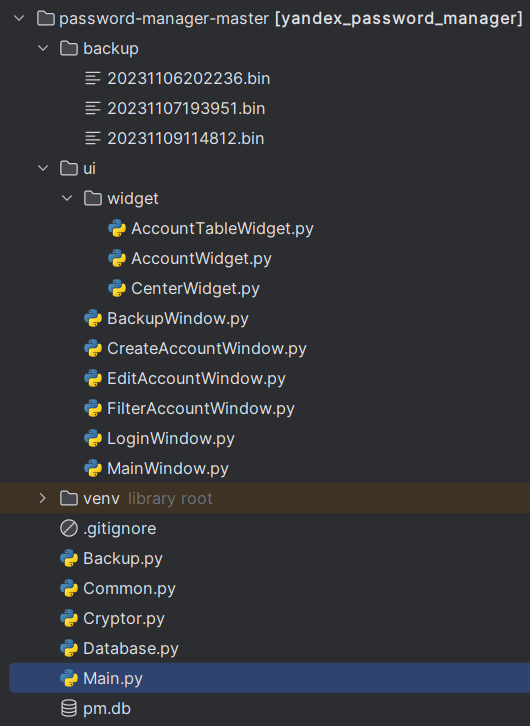 password-manager-master [yandex_password_manager]
backup
20231106202236.bin
20231107193951.bin
20231109114812.bin
ui
widget
AccountTableWidget.py
AccountWidget.py
CenterWidget.py
BackupWindow.py
CreateAccountWindow.py
EditAccountWindow.py
FilterAccountWindow.py
LoginWindow.py
MainWindow.py
venv library root
.gitignore
Backup.py
Common.py
Cryptor.py
Database.py
Main.py
pm.db